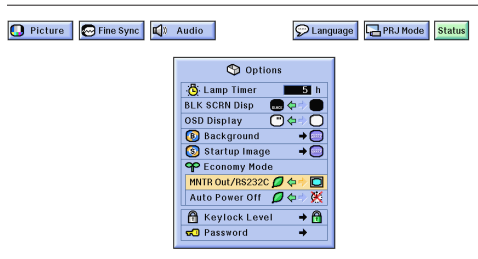 Picture
Fine Sync
Audio
Language
PRJ Mode
Status
Options
Lamp Timer 5 h
BLK SCRN Disp BLACK
OSD Display
Background
Startup Image
Economy Mode
MNTR Out/RS232C
Auto Power Off
Keylock Level
Password